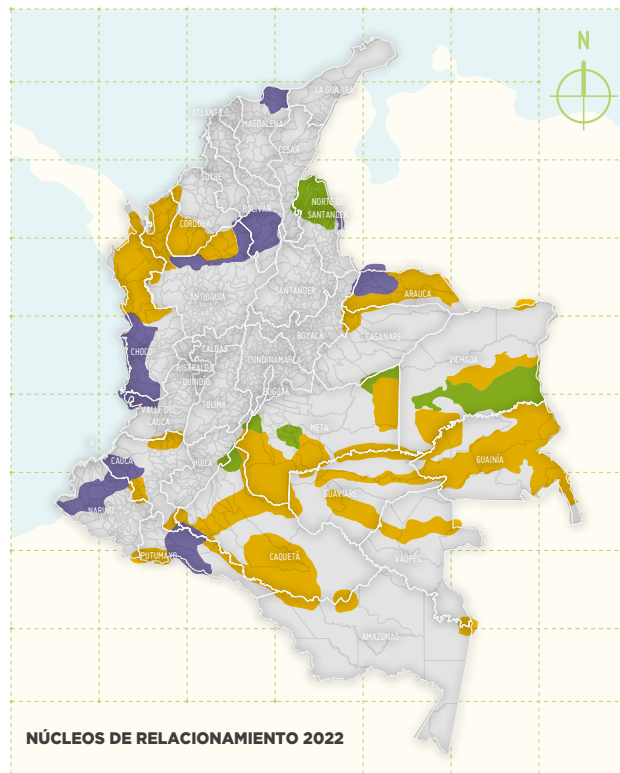 N
LA GUAJIRA
ATLÁNTICO
MAGDALENA
CESAR
SUCRE
NORTE DE
SANTANDER
BOLÍVAR
CÓRDOBA
ANTIOQUIA
SANTANDER
ARAUCA
BOYACÁ
CASANARE
CHOCÓ
CALDAS
RISARALDA
QUINDÍO
CUNDINAMARCA
VICHADA
BOGOTÁ
TOLIMA
VALLE DEL
CAUCA
META
CAUCA
HUILA
GUAINÍA
NARIÑO
GUAVIARE
PUTUMAYO
CAQUETÁ
VAUPÉS
AMAZONAS
NÚCLEOS DE RELACIONAMIENTO 2022